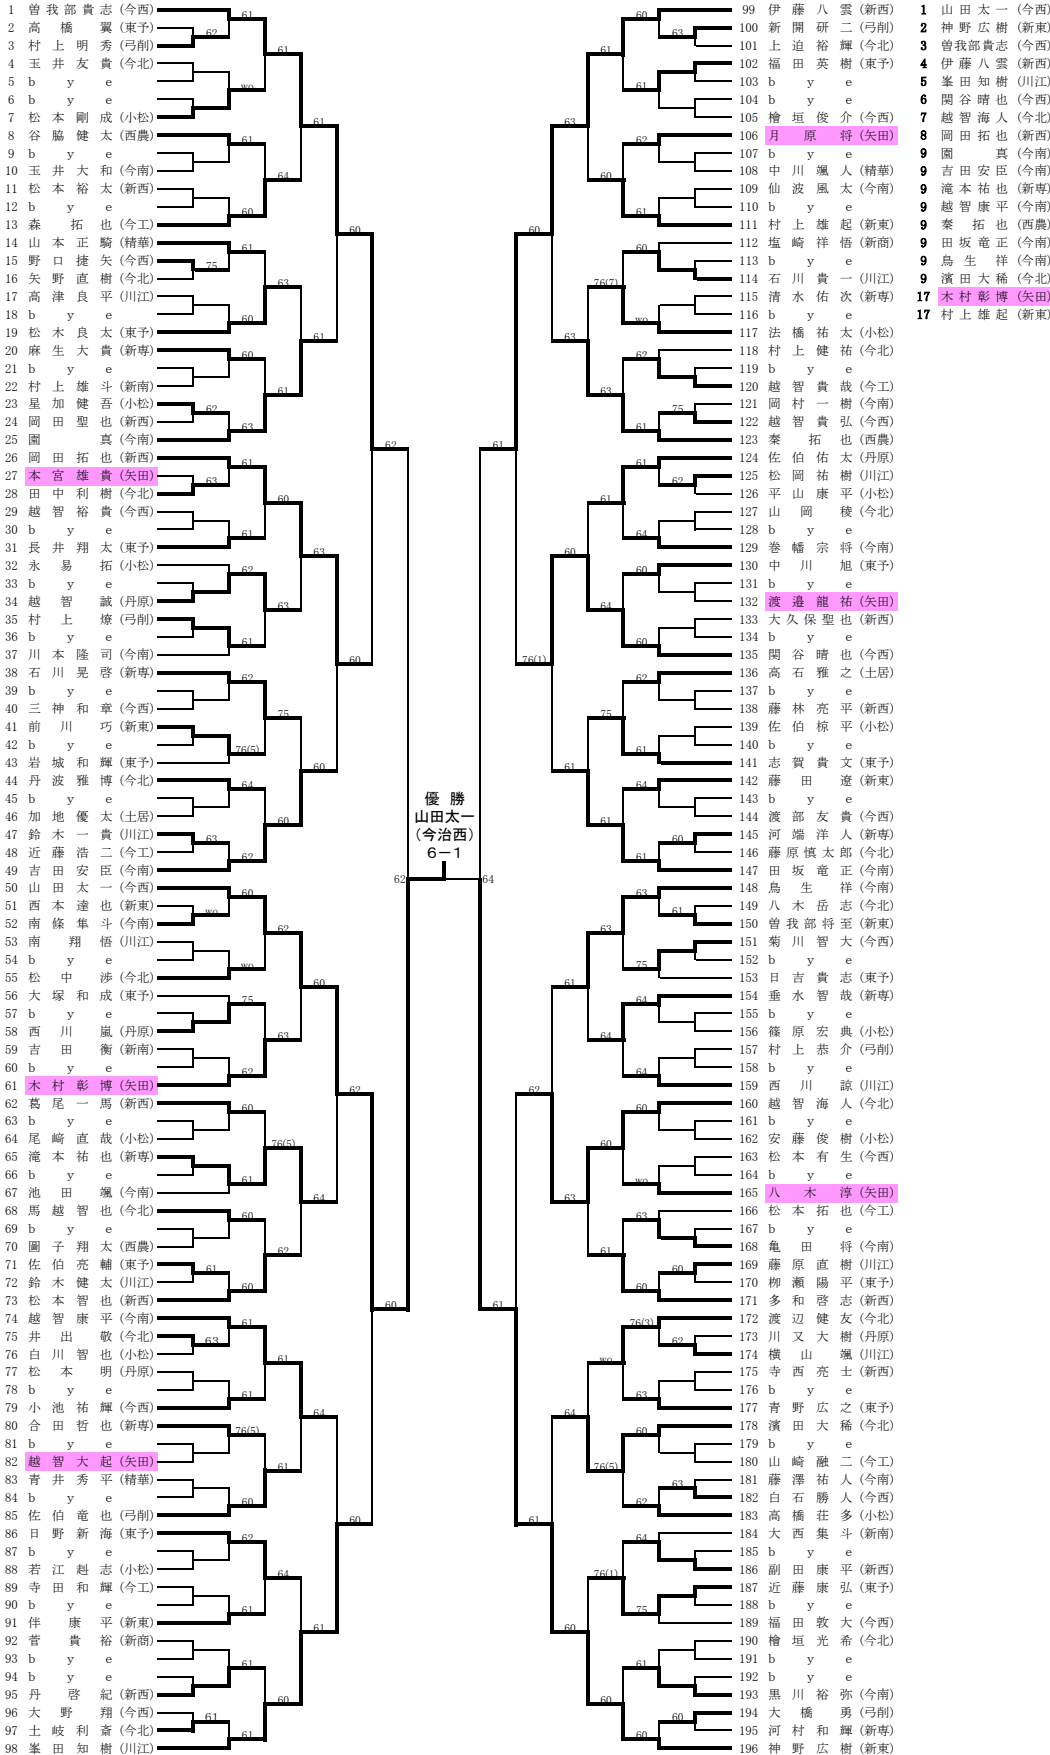 1 曽我部貴志 (今西)
2 高橋翼 (東予)
3 村上明秀 (弓削)
4 玉井友貴 (今北)
5 bye
6 bye
7 松本剛成 (小松)
8 谷脇健太 (西農)
9 bye
10 玉井大和 (今南)
11 松本裕太 (新西)
12 bye
13 森拓也 (今工)
14 山本正騎 (精華)
15 野口捷矢 (今西)
16 矢野直樹 (今北)
17 高津良平 (川江)
18 bye
19 松木良太 (東予)
20 麻生大貴 (新専)
21 bye
22 村上雄斗 (新南)
23 星加健吾 (小松)
24 岡田聖也 (新西)
25 園真 (今南)
26 岡田拓也 (新西)
27 本宮雄貴 (矢田)
28 田中利樹 (今北)
29 越智裕貴 (今西)
30 bye
31 長井翔太 (東予)
32 永易拓 (小松)
33 bye
34 越智誠 (丹原)
35 村上燎 (弓削)
36 bye
37 川本隆司 (今南)
38 石川晃啓 (新専)
39 bye
40 三神和章 (今西)
41 前川巧 (新東)
42 bye
43 岩城和輝 (東予)
44 丹波雅博 (今北)
45 bye
46 加地優太 (土居)
47 鈴木一貴 (川江)
48 近藤浩二 (今工)
49 吉田安臣 (今南)
50 山田太一 (今西)
51 西本達也 (新東)
52 南條隼斗 (今南)
53 南翔悟 (川江)
54 bye
55 松中渉 (今北)
56 大塚和成 (東予)
57 bye
58 西川嵐 (丹原)
59 吉田衡 (新南)
60 bye
61 木村彰博 (矢田)
62 葛尾一馬 (新西)
63 bye
64 尾崎直哉 (小松)
65 滝本祐也 (新専)
66 bye
67 池田颯 (今南)
68 馬越智也 (今北)
69 bye
70 圖子翔太 (西農)
71 佐伯亮輔 (東予)
72 鈴木健太 (川江)
73 松本智也 (新西)
74 越智康平 (今南)
75 井出敬 (今北)
76 白川智也 (小松)
77 松本明 (丹原)
78 bye
79 小池祐輝 (今西)
80 合田哲也 (新専)
81 bye
82 越智大起 (矢田)
83 青井秀平 (精華)
84 bye
85 佐伯竜也 (弓削)
86 日野新海 (東予)
87 bye
88 若江赳志 (小松)
89 寺田和輝 (今工)
90 bye
91 伴康平 (新東)
92 菅貴裕 (新商)
93 bye
94 bye
95 丹啓紀 (新西)
96 大野翔 (今西)
97 土岐利斎 (今北)
98 峯田知樹 (川江)
優勝
山田太一
(今治西)
6－1
62 64
99 伊藤八雲 (新西)
100 新開研二 (弓削)
101 上迫裕輝 (今北)
102 福田英樹 (東予)
103 bye
104 bye
105 檜垣俊介 (今西)
106 月原将 (矢田)
107 bye
108 中川颯人 (精華)
109 仙波風太 (今南)
110 bye
111 村上雄起 (新東)
112 塩崎祥悟 (新商)
113 bye
114 石川貴一 (川江)
115 清水佑次 (新専)
116 bye
117 法橋祐太 (小松)
118 村上健祐 (今北)
119 bye
120 越智貴哉 (今工)
121 岡村一樹 (今南)
122 越智貴弘 (今西)
123 秦拓也 (西農)
124 佐伯佑太 (丹原)
125 松岡祐樹 (川江)
126 平山康平 (小松)
127 山岡稜 (今北)
128 bye
129 巻幡宗将 (今南)
130 中川旭 (東予)
131 bye
132 渡邉龍祐 (矢田)
133 大久保聖也 (新西)
134 bye
135 関谷晴也 (今西)
136 高石雅之 (土居)
137 bye
138 藤林亮平 (新西)
139 佐伯椋平 (小松)
140 bye
141 志賀貴文 (東予)
142 藤田遼 (新東)
143 bye
144 渡部友貴 (今西)
145 河端洋人 (新専)
146 藤原慎太郎 (今北)
147 田坂竜正 (今南)
148 鳥生祥 (今南)
149 八木岳志 (今北)
150 曽我部将至 (新東)
151 菊川智大 (今西)
152 bye
153 日吉貴志 (東予)
154 垂水智哉 (新専)
155 bye
156 篠原宏典 (小松)
157 村上恭介 (弓削)
158 bye
159 西川諒 (川江)
160 越智海人 (今北)
161 bye
162 安藤俊樹 (小松)
163 松本有生 (今西)
164 bye
165 八木淳 (矢田)
166 松本拓也 (今工)
167 bye
168 亀田将 (今南)
169 藤原直樹 (川江)
170 柳瀬陽平 (東予)
171 多和啓志 (新西)
172 渡辺健友 (今北)
173 川又大樹 (丹原)
174 横山颯 (川江)
175 寺西亮士 (新西)
176 bye
177 青野広之 (東予)
178 濱田大稀 (今北)
179 bye
180 山崎融二 (今工)
181 藤澤祐人 (今南)
182 白石勝人 (今西)
183 高橋荘多 (小松)
184 大西集斗 (新南)
185 bye
186 副田康平 (新西)
187 近藤康弘 (東予)
188 bye
189 福田敦大 (今西)
190 檜垣光希 (今北)
191 bye
192 bye
193 黒川裕弥 (今南)
194 大橋勇 (弓削)
195 河村和輝 (新専)
196 神野広樹 (新東)
1 山田太一 (今西)
2 神野広樹 (新東)
3 曽我部貴志 (今西)
4 伊藤八雲 (新西)
5 峯田知樹 (川江)
6 関谷晴也 (今西)
7 越智海人 (今北)
8 岡田拓也 (新西)
9 園真 (今南)
9 吉田安臣 (今南)
9 滝本祐也 (新専)
9 越智康平 (今南)
9 秦拓也 (西農)
9 田坂竜正 (今南)
9 鳥生祥 (今南)
9 濱田大稀 (今北)
17 木村彰博 (矢田)
17 村上雄起 (新東)